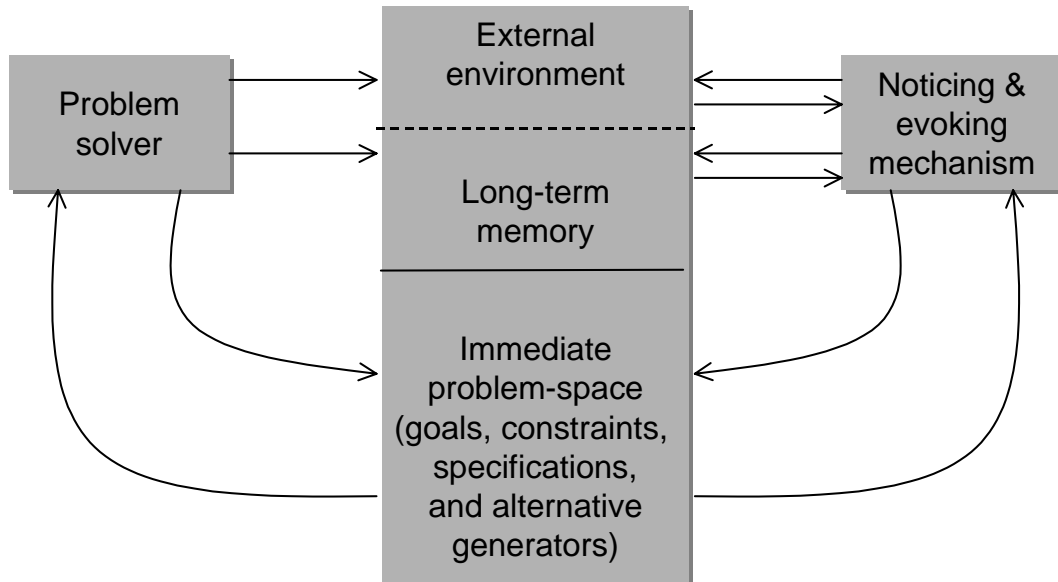 Problem
solver
External
environment
Long-term
memory
Immediate
problem-space
(goals, constraints,
specifications,
and alternative
generators)
Noticing &
evoking
mechanism